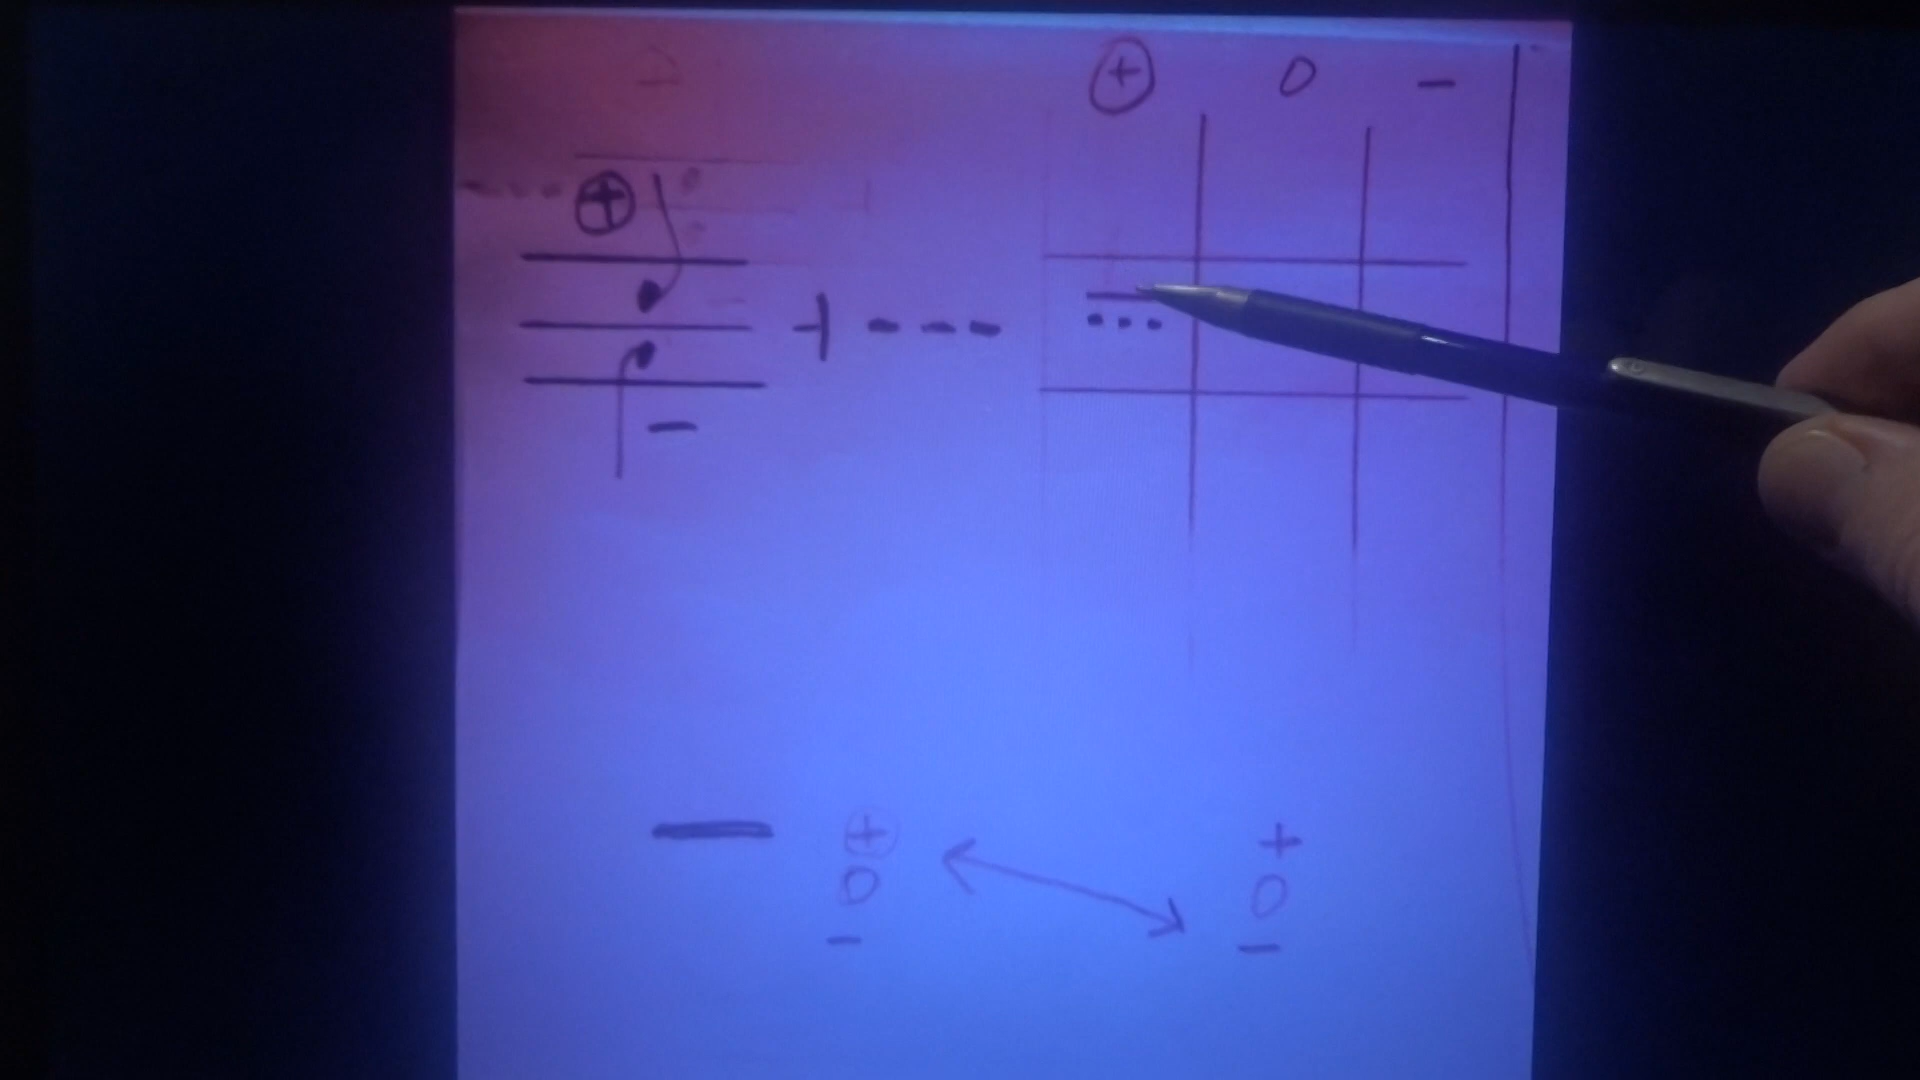 ⊕ 0 −
⊕
+ - - -
−
− ⊕ +
0 0
− −